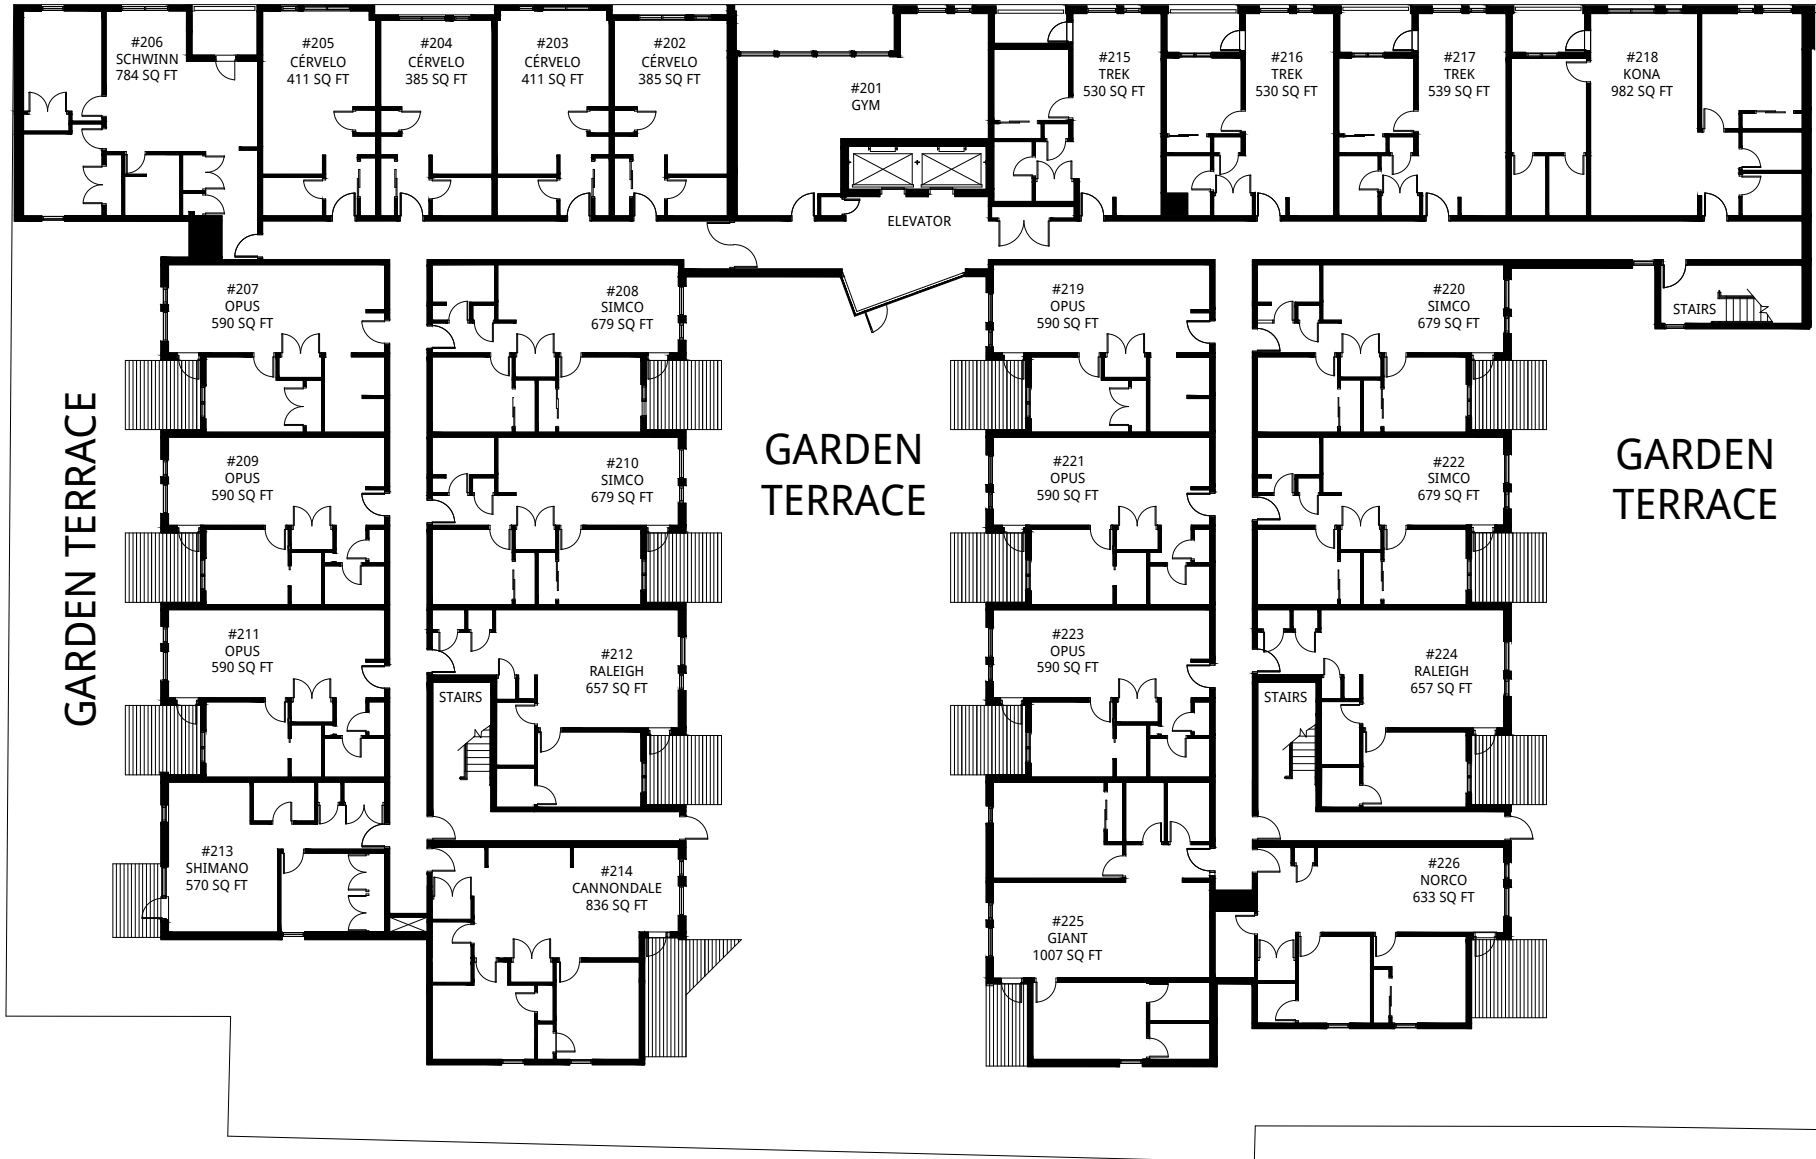 #206
SCHWINN
784 SQ FT
#205
CÉRVELO
411 SQ FT
#204
CÉRVELO
385 SQ FT
#203
CÉRVELO
411 SQ FT
#202
CÉRVELO
385 SQ FT
#201
GYM
#215
TREK
530 SQ FT
#216
TREK
530 SQ FT
#217
TREK
539 SQ FT
#218
KONA
982 SQ FT
ELEVATOR
#207
OPUS
590 SQ FT
#208
SIMCO
679 SQ FT
#219
OPUS
590 SQ FT
#220
SIMCO
679 SQ FT
STAIRS
GARDEN TERRACE
#209
OPUS
590 SQ FT
#210
SIMCO
679 SQ FT
GARDEN
TERRACE
#221
OPUS
590 SQ FT
#222
SIMCO
679 SQ FT
GARDEN
TERRACE
#211
OPUS
590 SQ FT
#212
RALEIGH
657 SQ FT
STAIRS
#223
OPUS
590 SQ FT
#224
RALEIGH
657 SQ FT
STAIRS
#213
SHIMANO
570 SQ FT
#214
CANNONDALE
836 SQ FT
#225
GIANT
1007 SQ FT
#226
NORCO
633 SQ FT